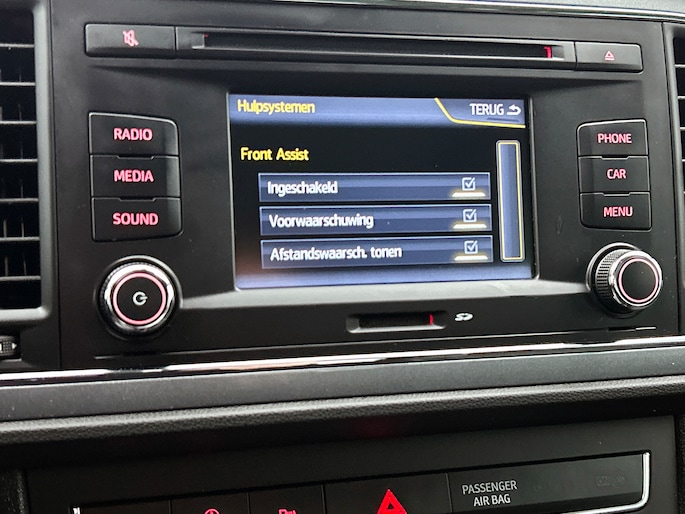 Hulpsystemen
TERUG
Front Assist
Ingeschakeld
Voorwaarschuwing
Afstandswaarsch. tonen
RADIO
MEDIA
SOUND
PHONE
CAR
MENU
PASSENGER
AIR BAG